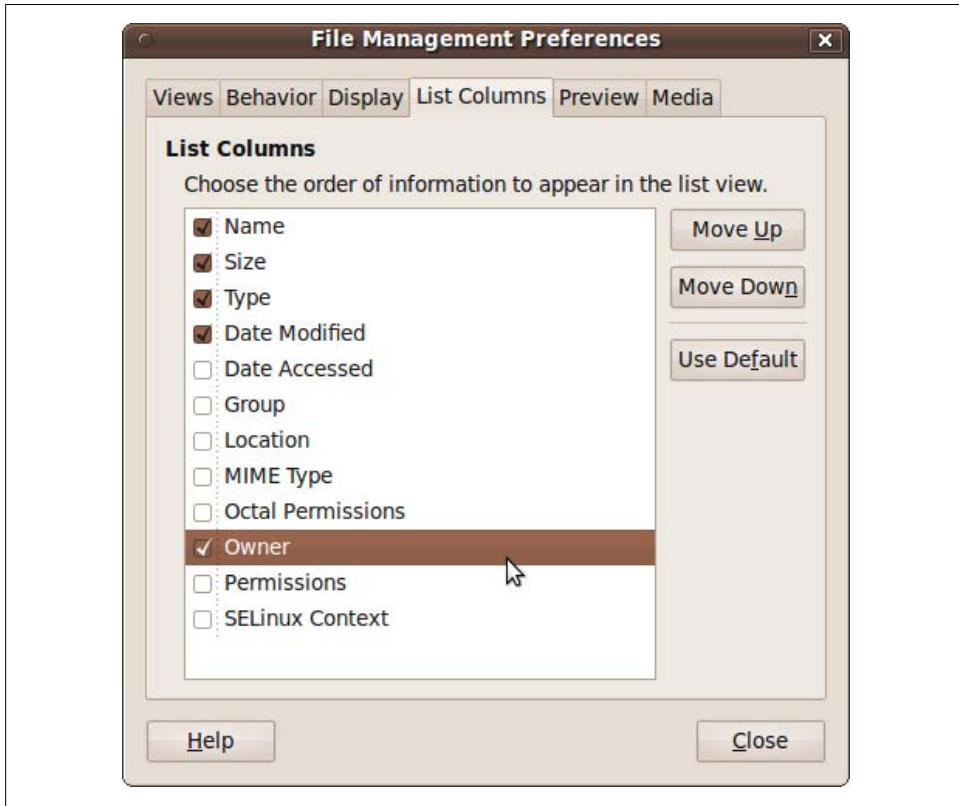 File Management Preferences
Views Behavior Display List Columns Preview Media
List Columns
Choose the order of information to appear in the list view.
Name
Size
Type
Date Modified
Date Accessed
Group
Location
MIME Type
Octal Permissions
Owner
Permissions
SELinux Context
Move Up
Move Down
Use Default
Help
Close